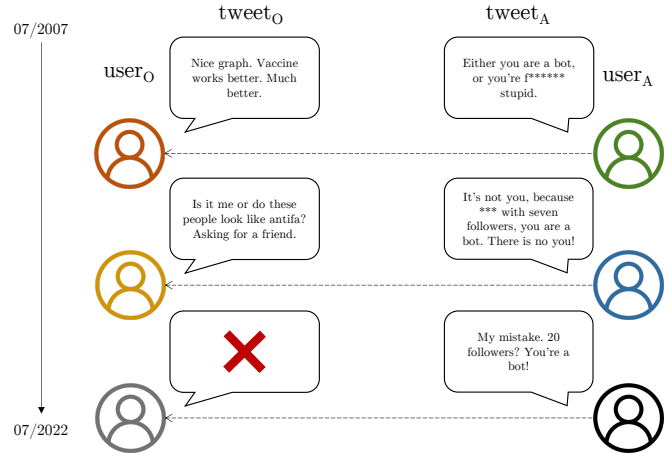 tweet_O
tweet_A
07/2007
user_O
Nice graph. Vaccine
works better. Much
better.
Either you are a bot,
or you're f******
stupid.
user_A
Is it me or do these
people look like antifa?
Asking for a friend.
It's not you, because
*** with seven
followers, you are a
bot. There is no you!
My mistake. 20
followers? You're a
bot!
07/2022